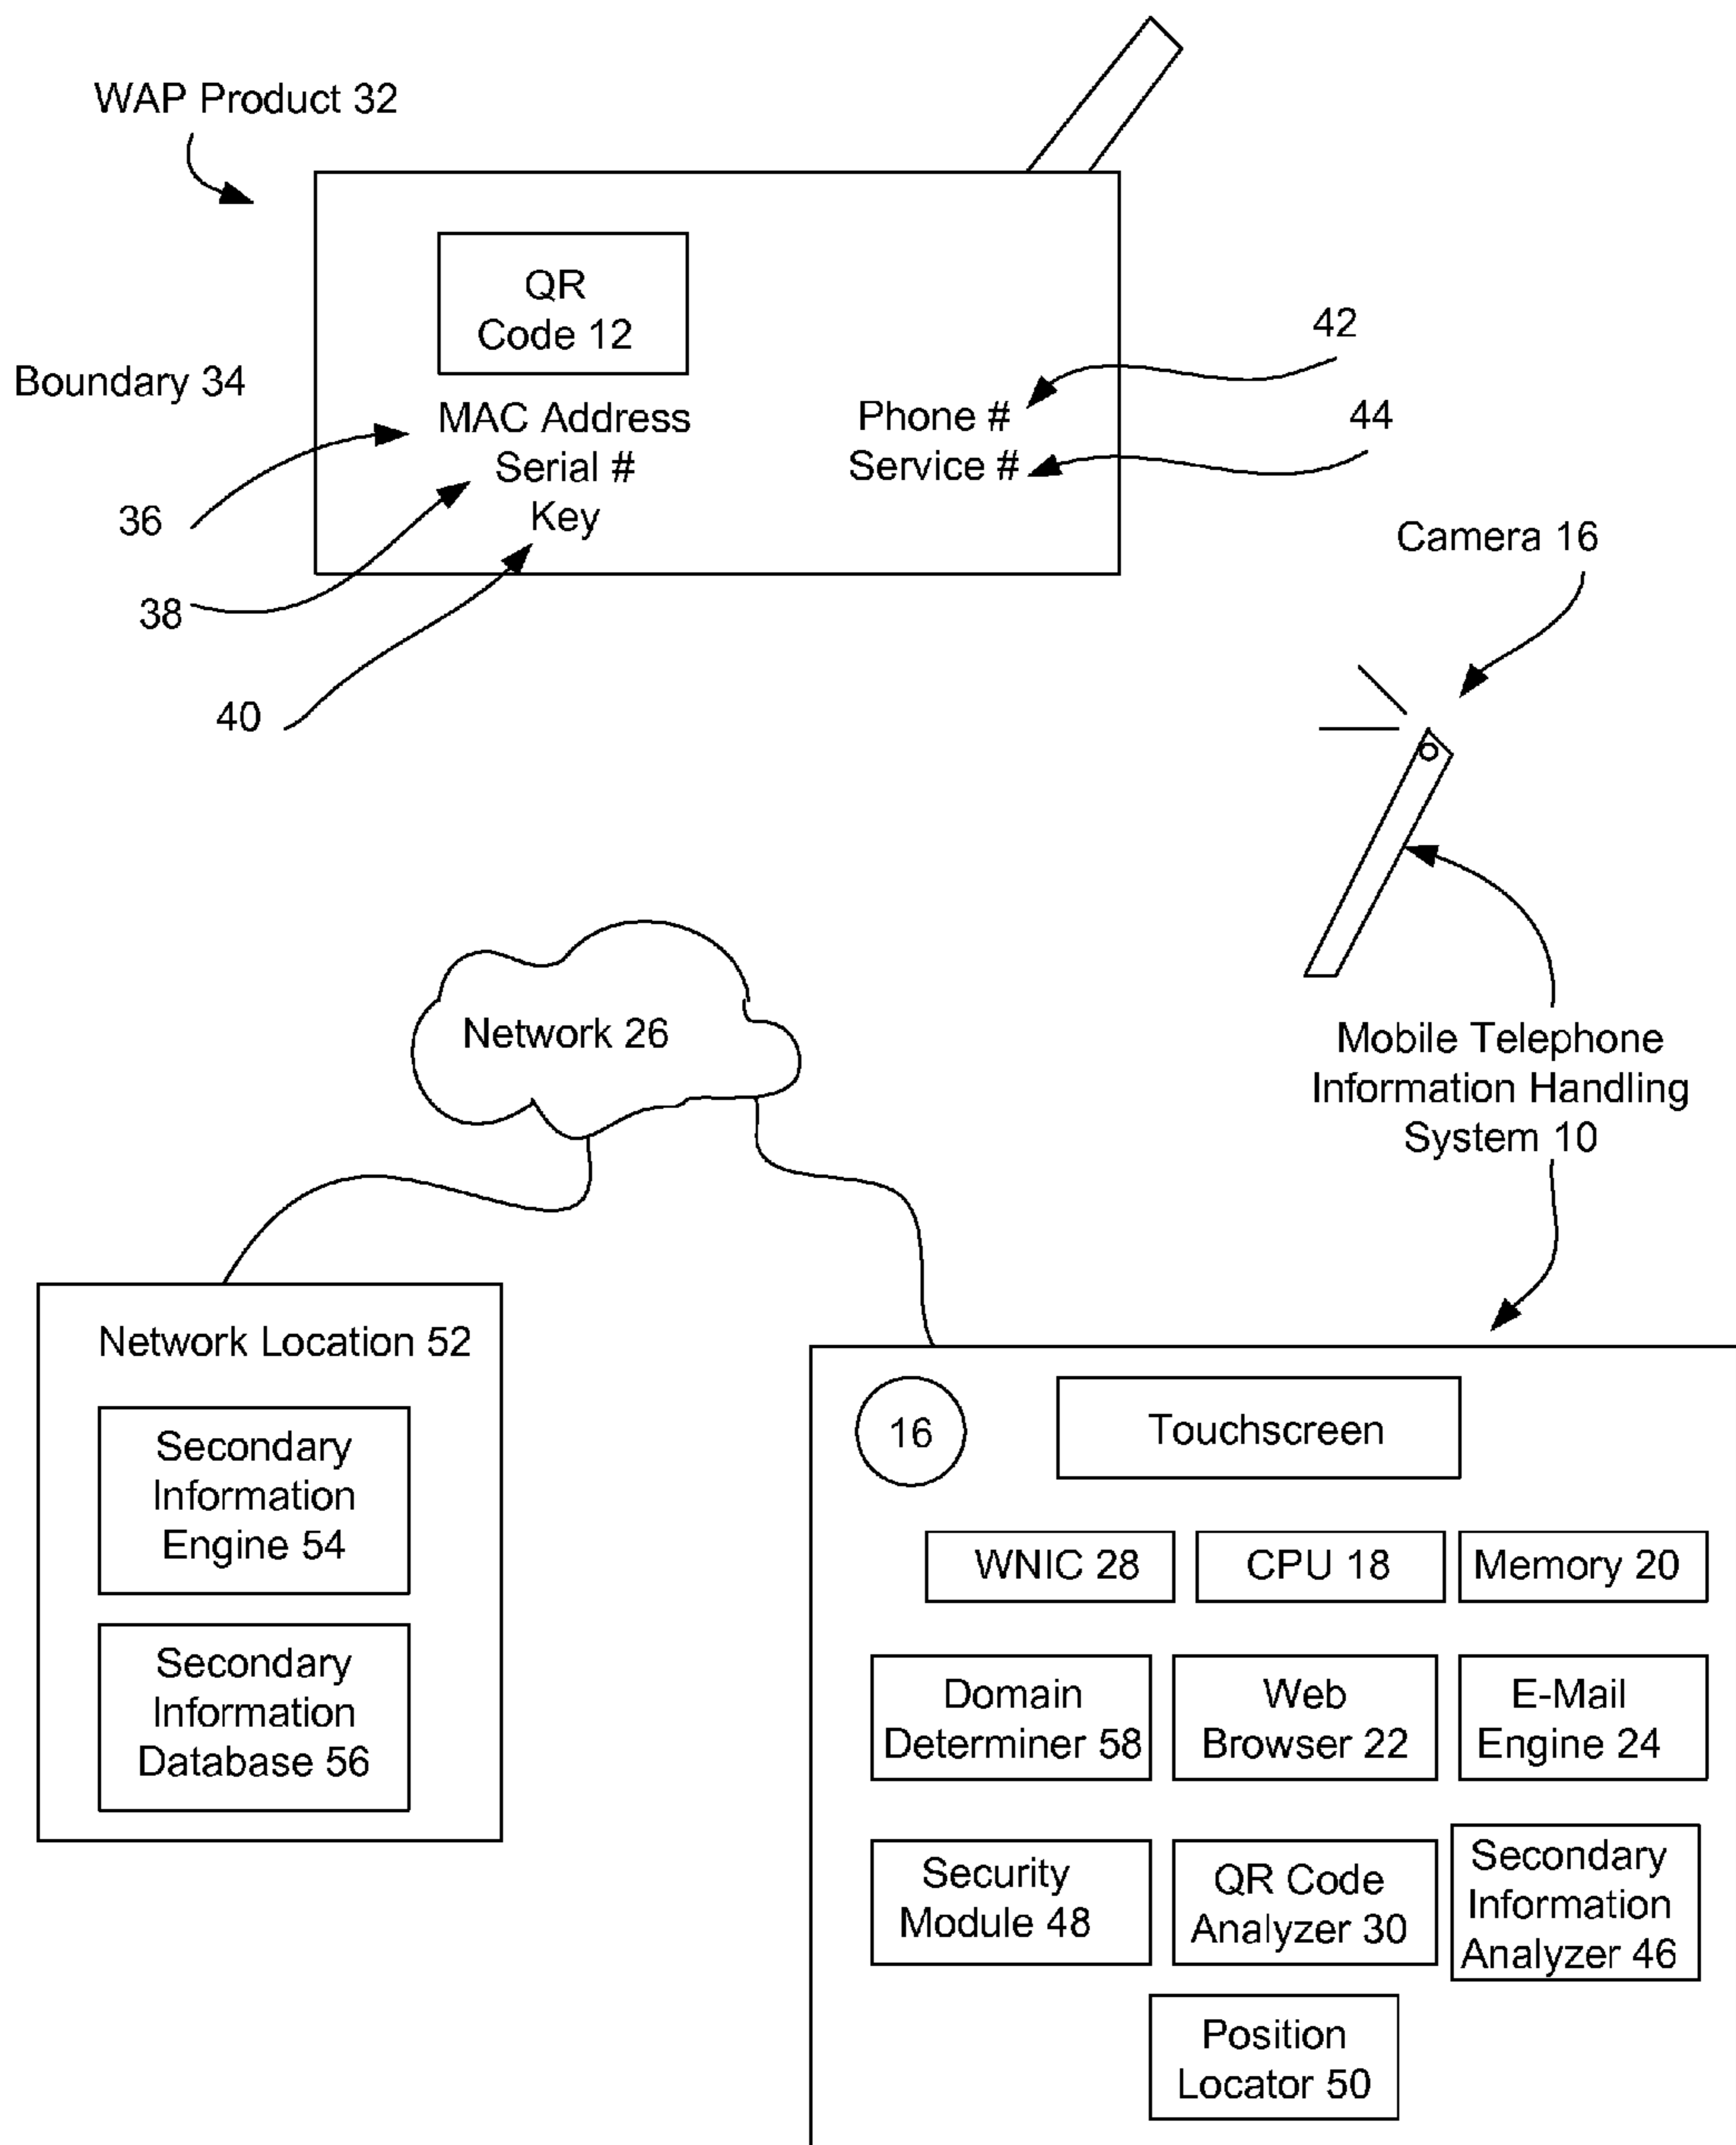 WAP Product 32
QR
Code 12
42
Boundary 34
MAC Address
Phone #
44
Serial #
Service #
36
Key
Camera 16
38
40
Network 26
Mobile Telephone
Information Handling
System 10
Network Location 52
Secondary
Information
Engine 54
Secondary
Information
Database 56
16
Touchscreen
WNIC 28
CPU 18
Memory 20
Domain
Determiner 58
Web
Browser 22
E-Mail
Engine 24
Security
Module 48
QR Code
Analyzer 30
Secondary
Information
Analyzer 46
Position
Locator 50